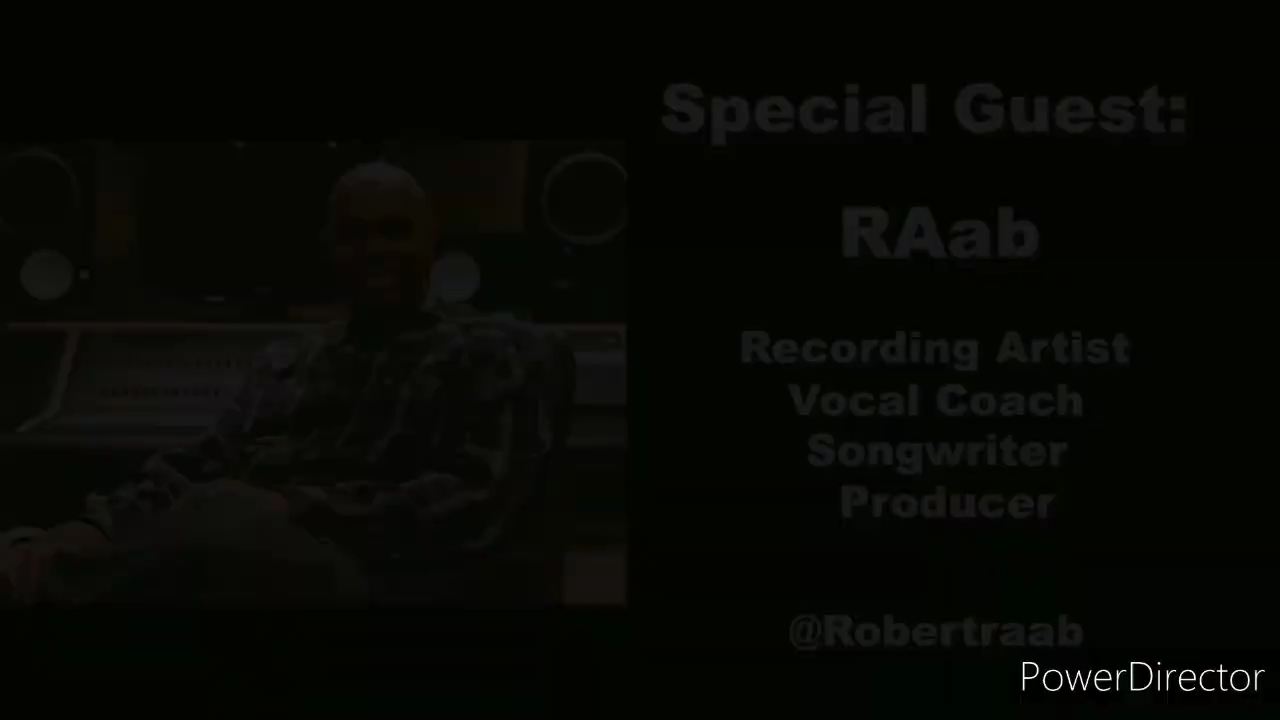 Special Guest:
RAab
Recording Artist
Vocal Coach
Songwriter
Producer
@Robertraab
PowerDirector